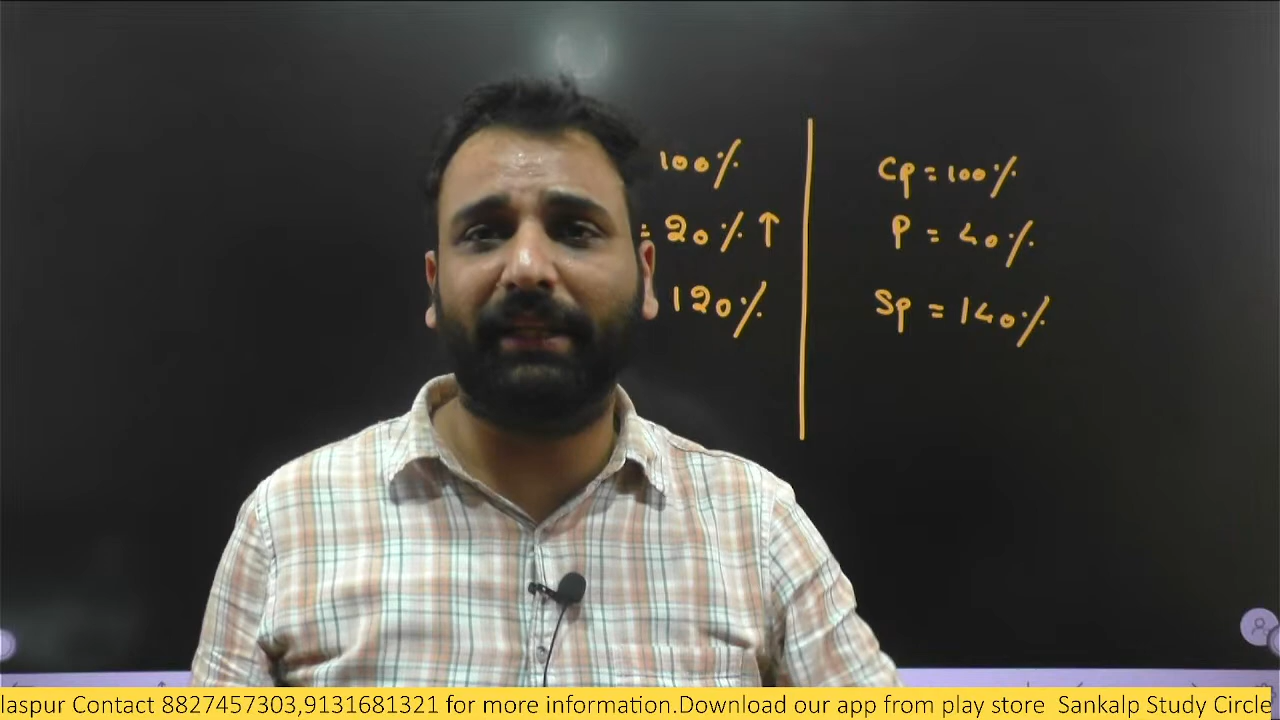 100%
= 20% ↑
120%
Cp = 100%
P = 40%
Sp = 140%
laspur Contact 8827457303,9131681321 for more information.Download our app from play store Sankalp Study Circle